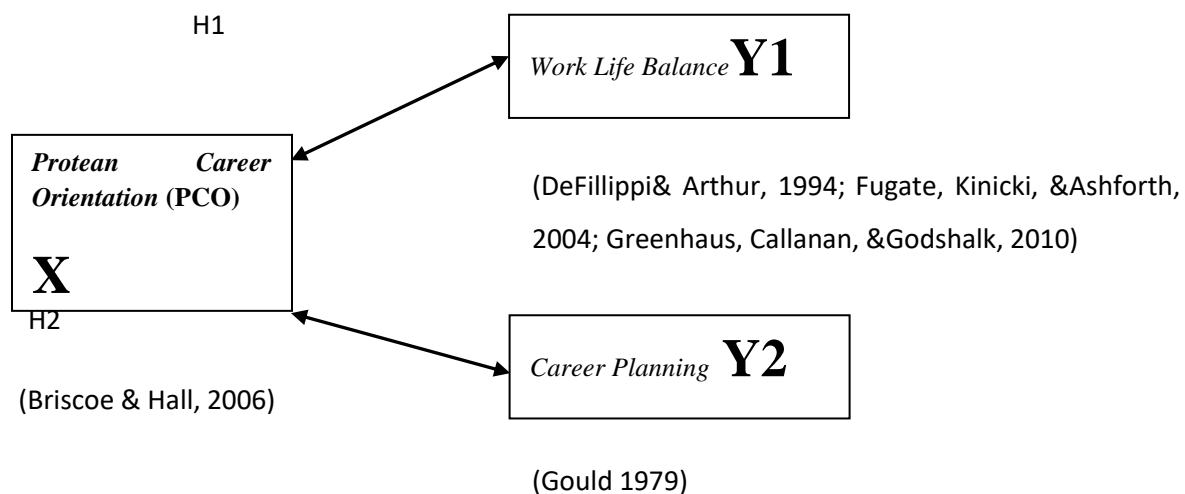 H1
Work Life Balance Y1
Protean Career
Orientation (PCO)
X
(DeFillippi& Arthur, 1994; Fugate, Kinicki, &Ashforth,
2004; Greenhaus, Callanan, &Godshalk, 2010)
H2
Career Planning Y2
(Briscoe & Hall, 2006)
(Gould 1979)